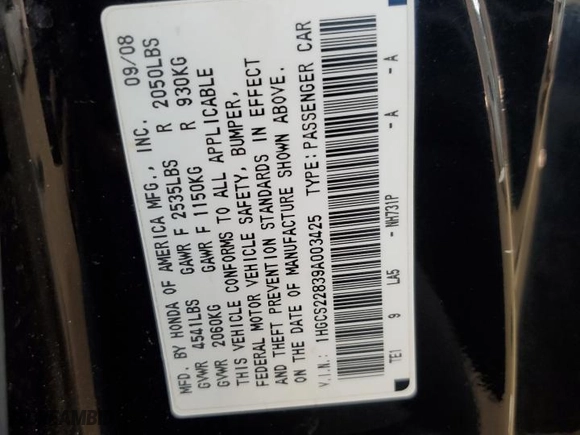 MFD. BY HONDA OF AMERICA MFG., INC. 09/08
GVWR 4541LBS GAWR F 2535LBS R 2050LBS
GVWR 2060KG GAWR F 1150KG R 930KG
THIS VEHICLE CONFORMS TO ALL APPLICABLE
FEDERAL MOTOR VEHICLE SAFETY, BUMPER,
AND THEFT PREVENTION STANDARDS IN EFFECT
ON THE DATE OF MANUFACTURE SHOWN ABOVE.
V.I.N.: 1HGCS22839A003425 TYPE: PASSENGER CAR
TE1 9 LA5 -NH731P -A -A